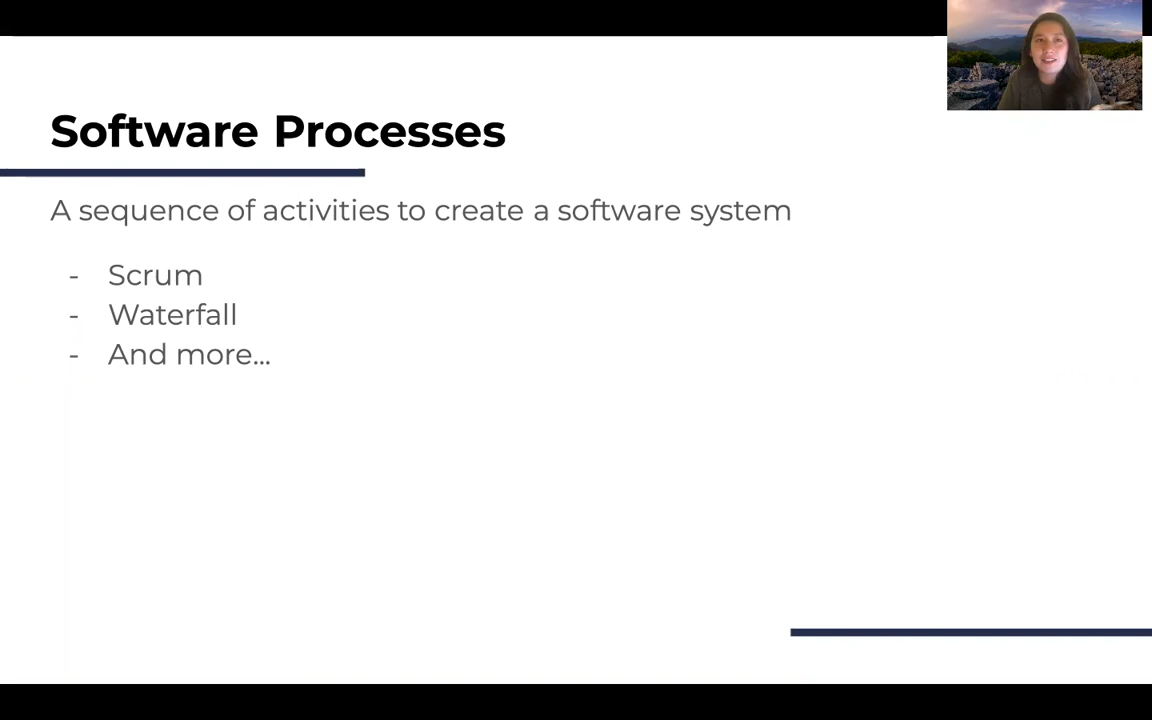 Software Processes
A sequence of activities to create a software system
- Scrum
- Waterfall
- And more...